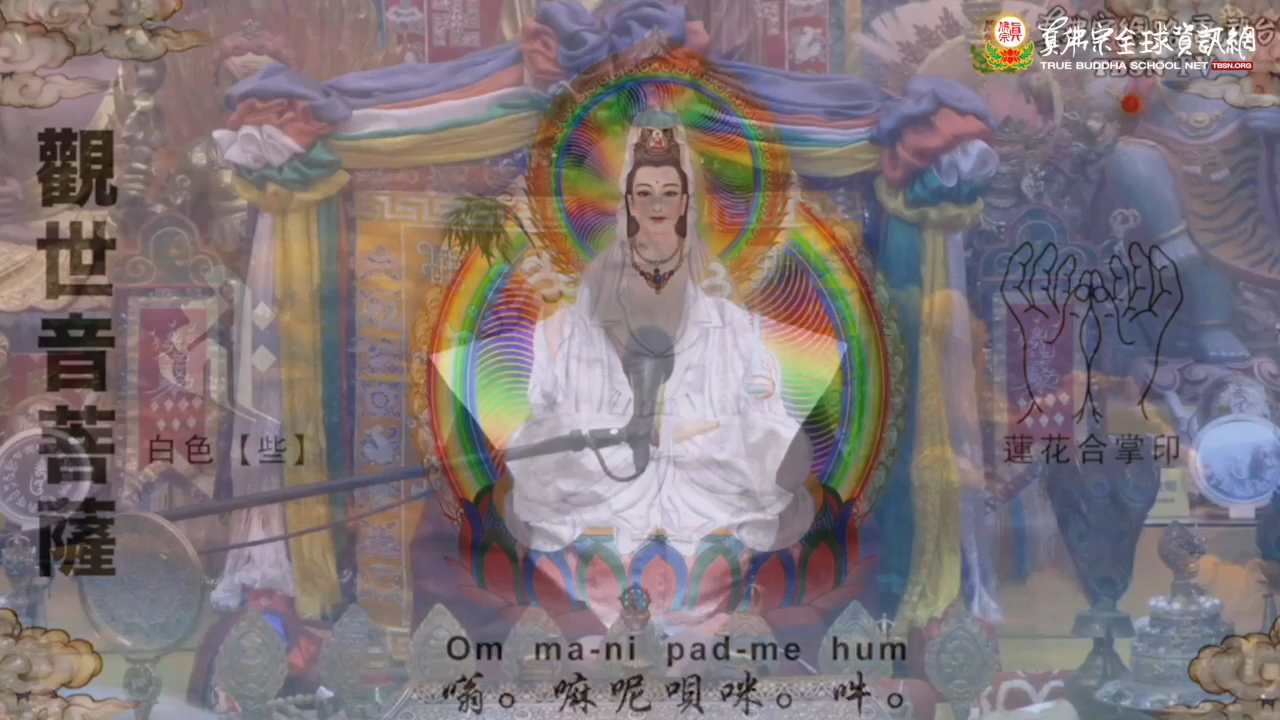 真佛宗全球資訊網
TRUE BUDDHA SCHOOL NET TBSN.ORG
觀世音菩薩
白色【些】
蓮花合掌印
Om ma-ni pad-me hum
嗡。嘛呢唄咪。吽。